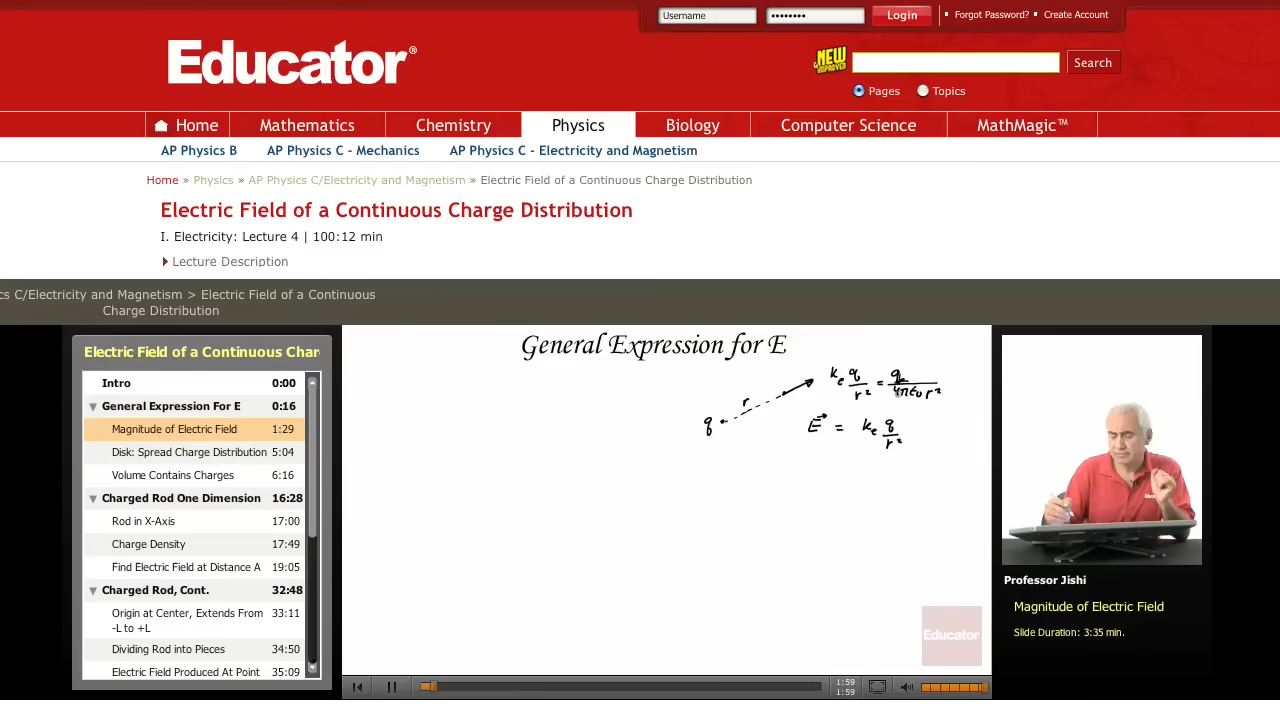 Username
••••••••
Login
Forgot Password?
Create Account
Educator®
NEW
& IMPROVED
Search
Pages
Topics
Home
Mathematics
Chemistry
Physics
Biology
Computer Science
MathMagic™
AP Physics B
AP Physics C - Mechanics
AP Physics C - Electricity and Magnetism
Home » Physics » AP Physics C/Electricity and Magnetism » Electric Field of a Continuous Charge Distribution
Electric Field of a Continuous Charge Distribution
I. Electricity: Lecture 4 | 100:12 min
Lecture Description
cs C/Electricity and Magnetism > Electric Field of a Continuous
Charge Distribution
Electric Field of a Continuous Char
Intro 0:00
General Expression For E 0:16
Magnitude of Electric Field 1:29
Disk: Spread Charge Distribution 5:04
Volume Contains Charges 6:16
Charged Rod One Dimension 16:28
Rod in X-Axis 17:00
Charge Density 17:49
Find Electric Field at Distance A 19:05
Charged Rod, Cont. 32:48
Origin at Center, Extends From 33:11
-L to +L
Dividing Rod into Pieces 34:50
Electric Field Produced At Point 35:09
General Expression for E
k_e q/r² = q/4πε₀r²
r
q
E⃗ = k_e q/r²
Educator
1:59
1:59
Professor Jishi
Magnitude of Electric Field
Slide Duration: 3:35 min.